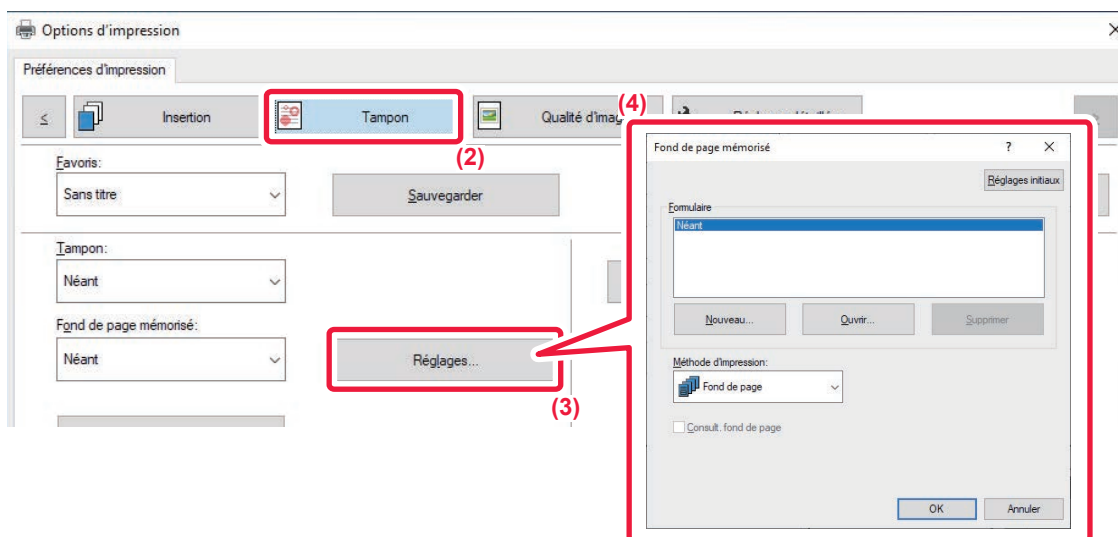 Options d'impression
Préférences d'impression
<
Insertion
Tampon
Qualité d'imag
(4)
(2)
Favoris:
Sans titre
Sauvegarder
Tampon:
Néant
Fond de page mémorisé:
Néant
Réglages...
(3)
Fond de page mémorisé
?
Réglages initiaux
Formulaire
Néant
Nouveau...
Ouvrir...
Supprimer
Méthode d'impression:
Fond de page
Consult. fond de page
OK
Annuler